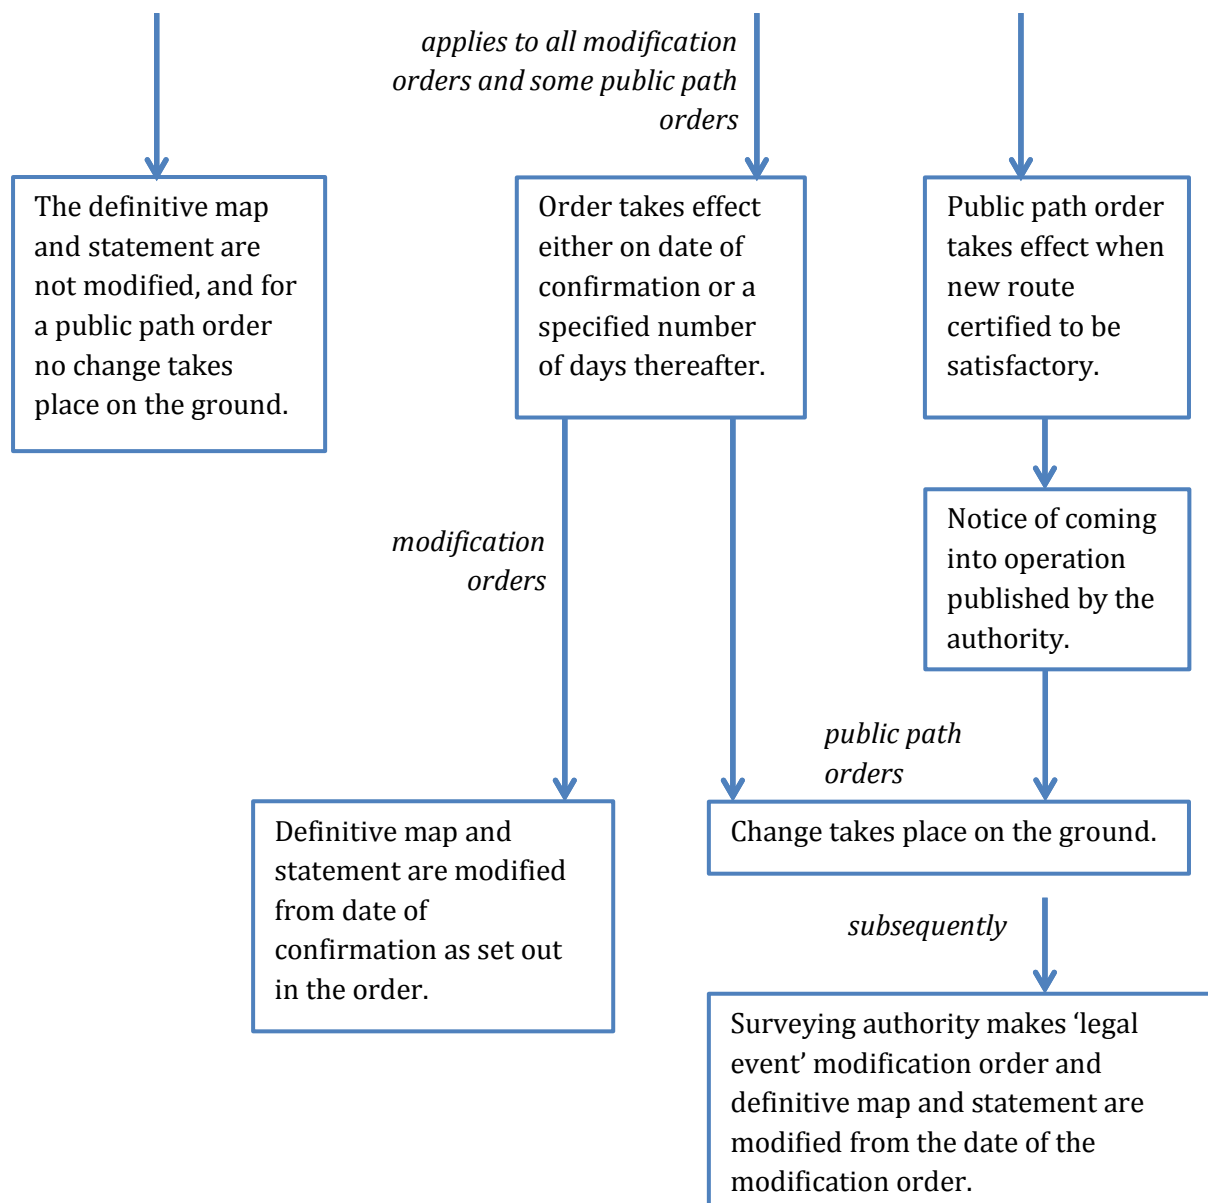 applies to all modification
orders and some public path
orders
The definitive map
and statement are
not modified, and for
a public path order
no change takes
place on the ground.
Order takes effect
either on date of
confirmation or a
specified number
of days thereafter.
Public path order
takes effect when
new route
certified to be
satisfactory.
Notice of coming
into operation
published by the
authority.
modification
orders
public path
orders
Definitive map and
statement are modified
from date of
confirmation as set out
in the order.
Change takes place on the ground.
subsequently
Surveying authority makes ‘legal
event’ modification order and
definitive map and statement are
modified from the date of the
modification order.